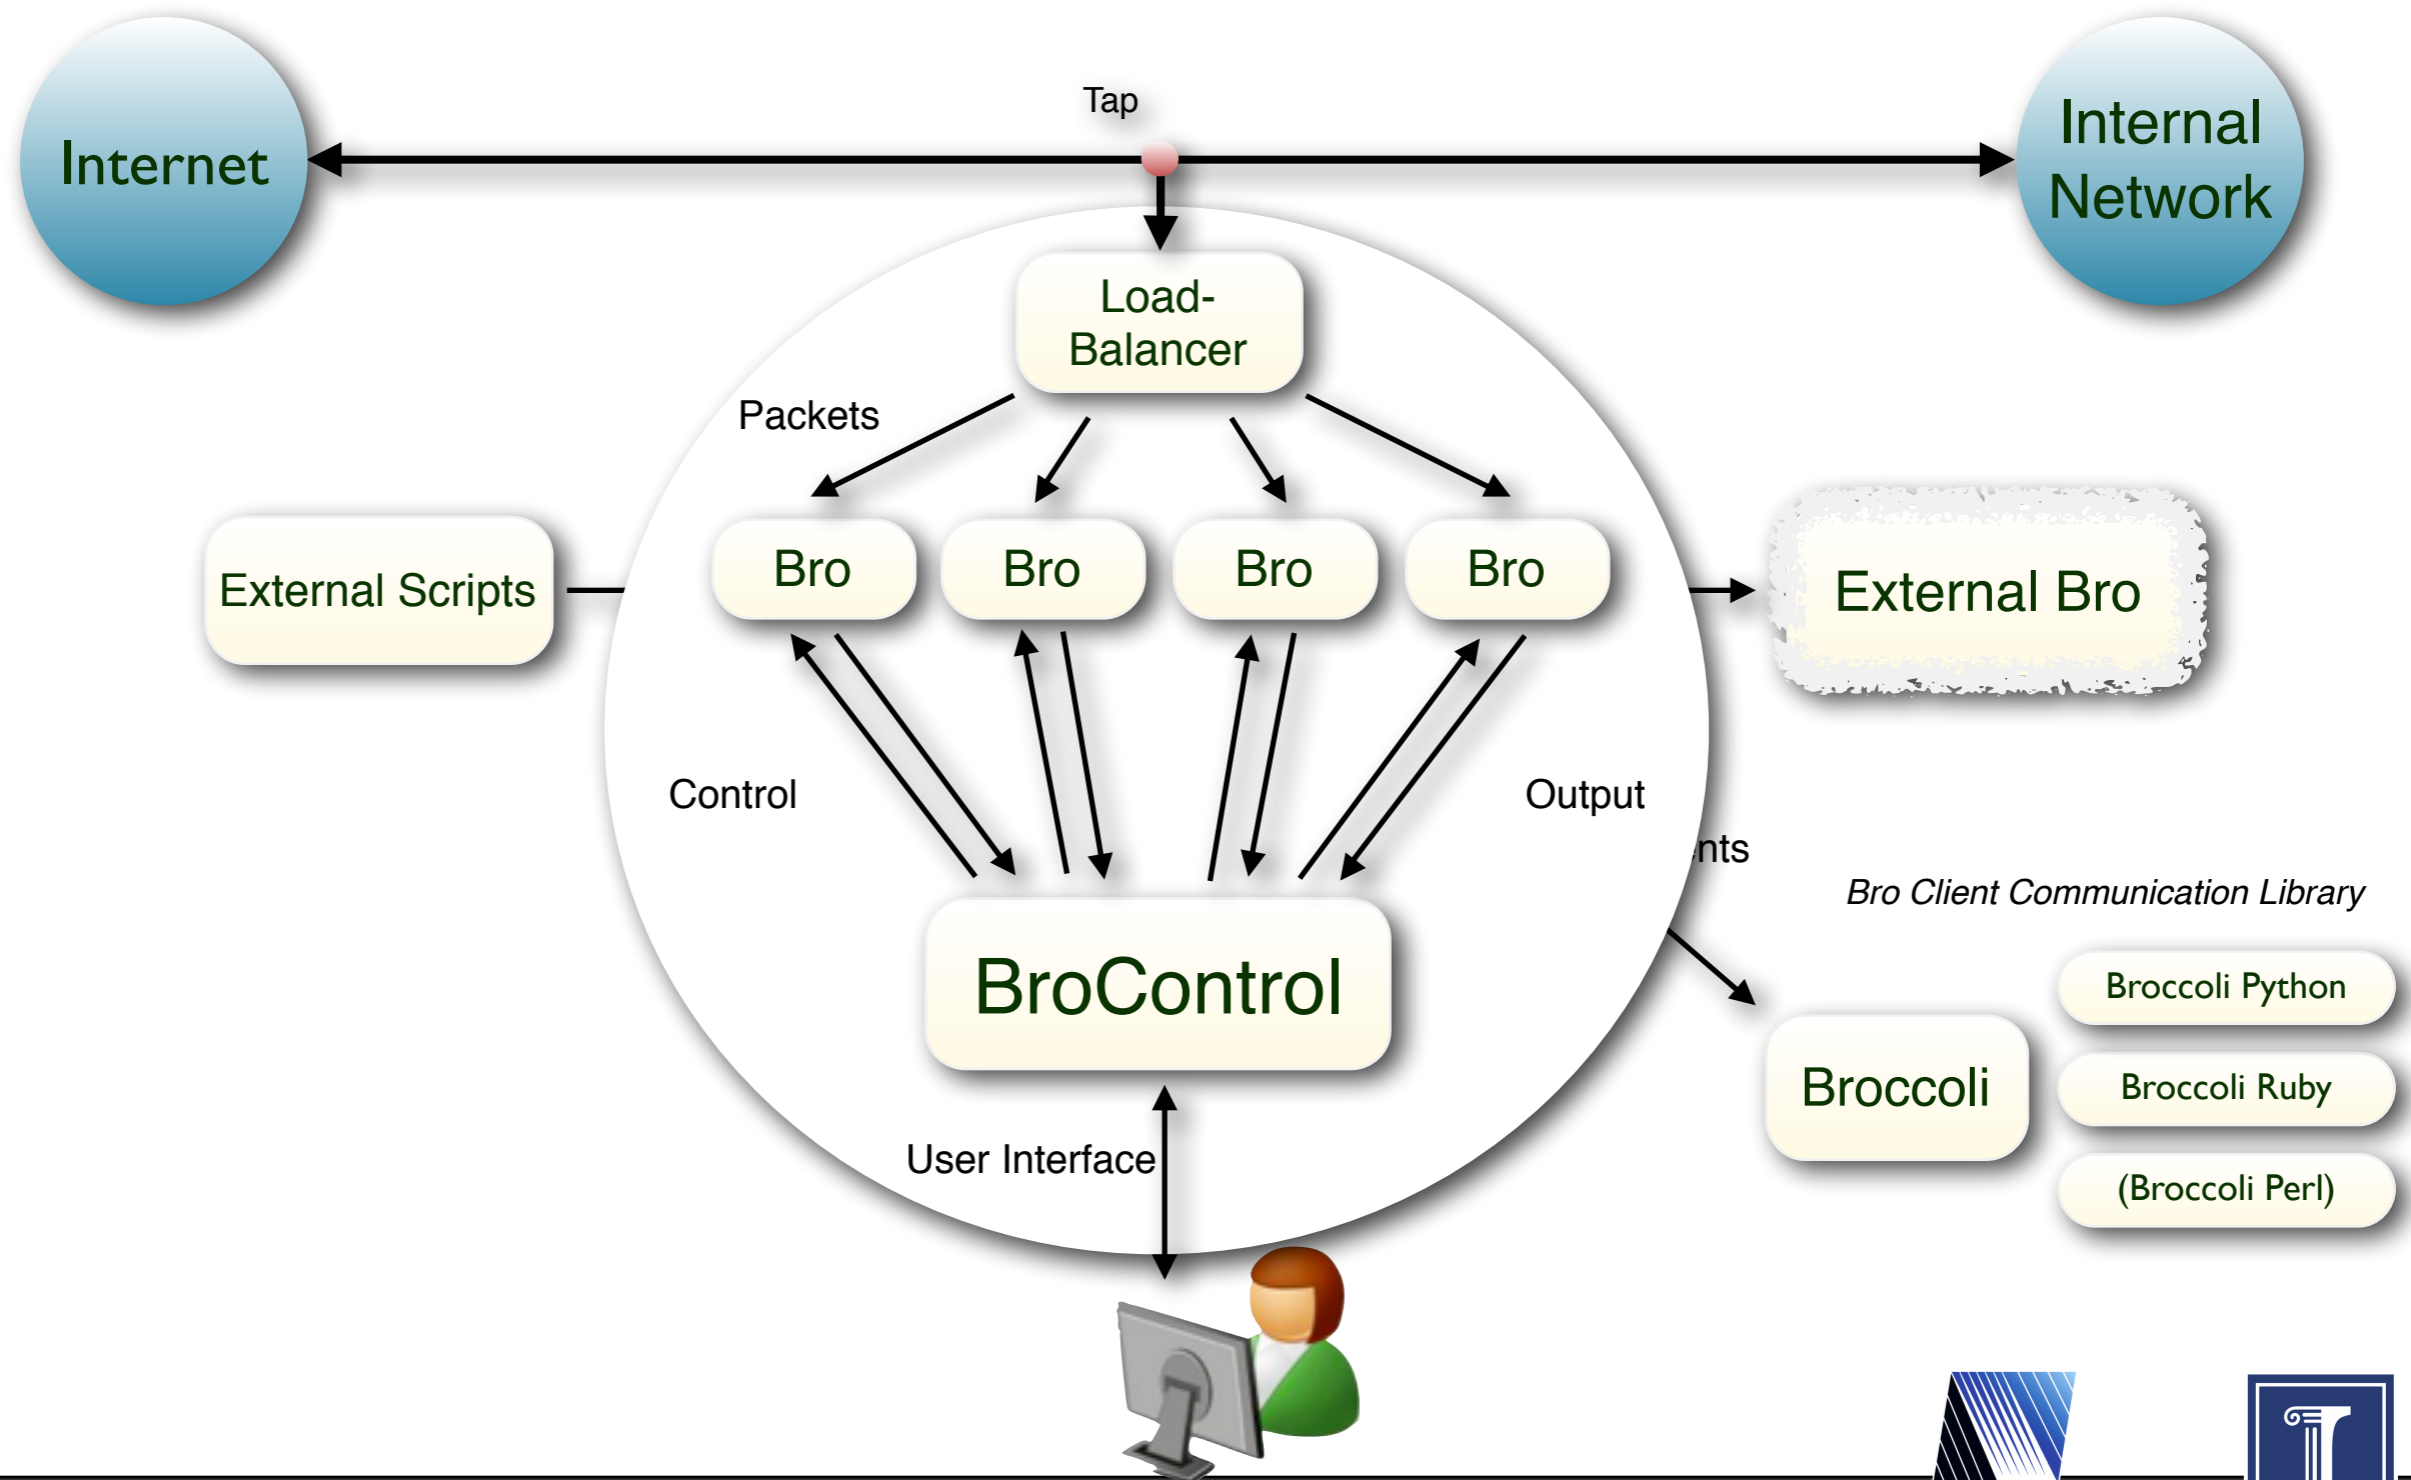 Tap
Internet
Internal
Network
Load-
Balancer
Packets
External Scripts
Bro
Bro
Bro
Bro
External Bro
Control
Output
nts
Bro Client Communication Library
BroControl
Broccoli Python
Broccoli
Broccoli Ruby
User Interface
(Broccoli Perl)